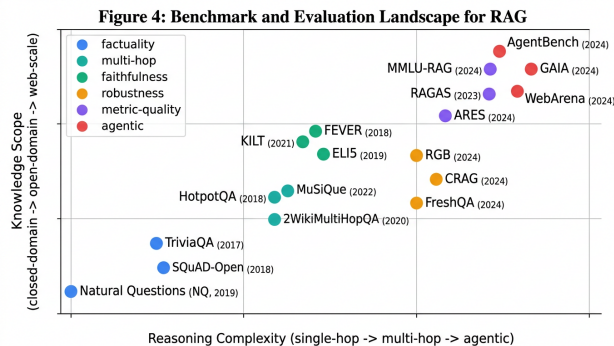 Figure 4: Benchmark and Evaluation Landscape for RAG
factuality
multi-hop
faithfulness
robustness
metric-quality
agentic
AgentBench (2024)
MMLU-RAG (2024)
GAIA (2024)
RAGAS (2023)
WebArena (2024)
ARES (2024)
FEVER (2018)
KILT (2021)
ELI5 (2019)
RGB (2024)
CRAG (2024)
MuSiQue (2022)
HotpotQA (2018)
FreshQA (2024)
2WikiMultiHopQA (2020)
TriviaQA (2017)
SQuAD-Open (2018)
Natural Questions (NQ, 2019)
Knowledge Scope
(closed-domain -> open-domain -> web-scale)
Reasoning Complexity (single-hop -> multi-hop -> agentic)